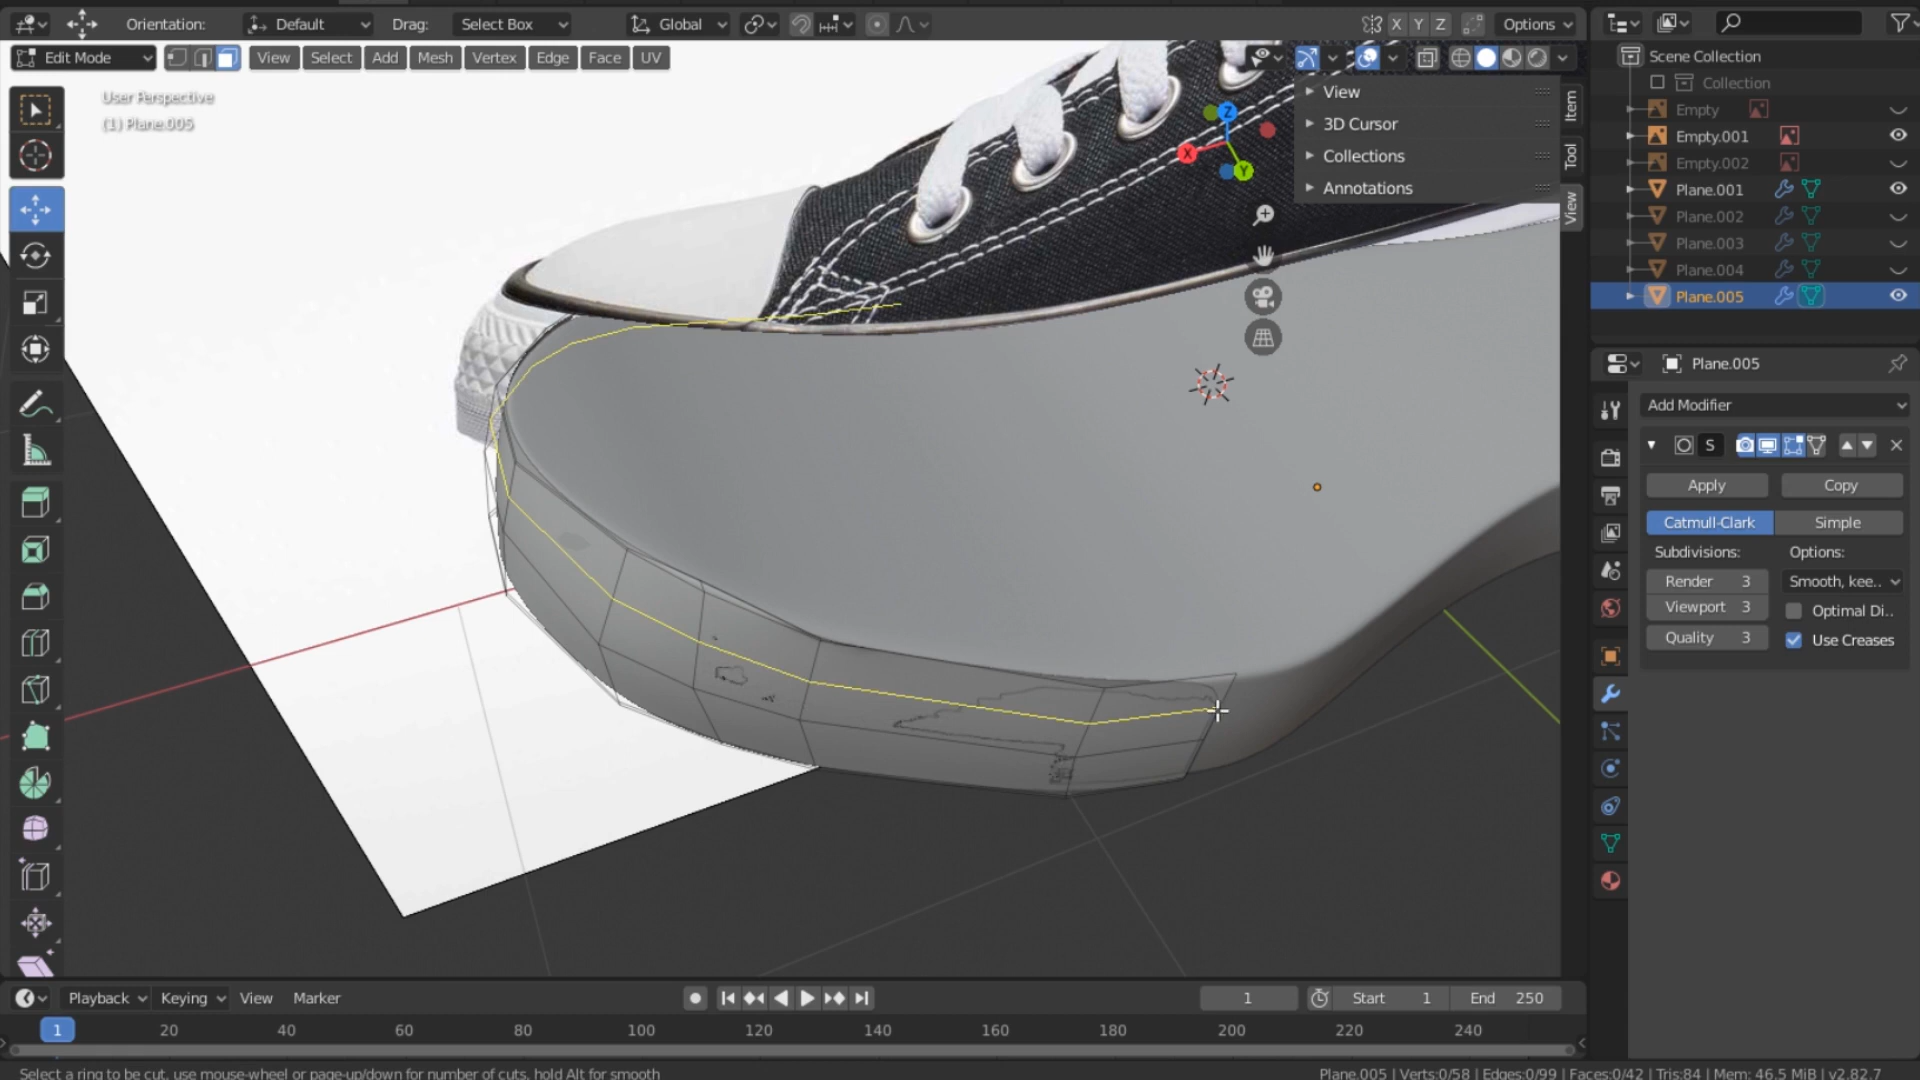 Orientation: Default Drag: Select Box Global X Y Z Options
Edit Mode View Select Add Mesh Vertex Edge Face UV
User Perspective
(1) Plane.005
X
Y
Z
View
3D Cursor
Collections
Annotations
Item
Tool
View
Scene Collection
Collection
Empty
Empty.001
Empty.002
Plane.001
Plane.002
Plane.003
Plane.004
Plane.005
Plane.005
Add Modifier
S
Apply Copy
Catmull-Clark Simple
Subdivisions: Options:
Render 3 Smooth, kee..
Viewport 3 Optimal Di..
Quality 3 Use Creases
Playback Keying View Marker 1 Start 1 End 250
1 20 40 60 80 100 120 140 160 180 200 220 240
Select a ring to be cut, use mouse-wheel or page-up/down for number of cuts, hold Alt for smooth
Plane.005 | Verts:0/58 | Edges:0/99 | Faces:0/42 | Tris:84 | Mem: 46.5 MiB | v2.82.7